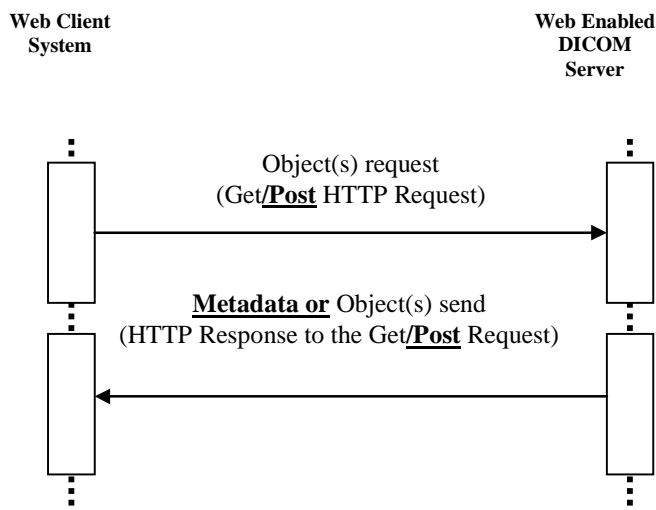 Web Client
System
Web Enabled
DICOM
Server
Object(s) request
(Get/Post HTTP Request)
Metadata or Object(s) send
(HTTP Response to the Get/Post Request)